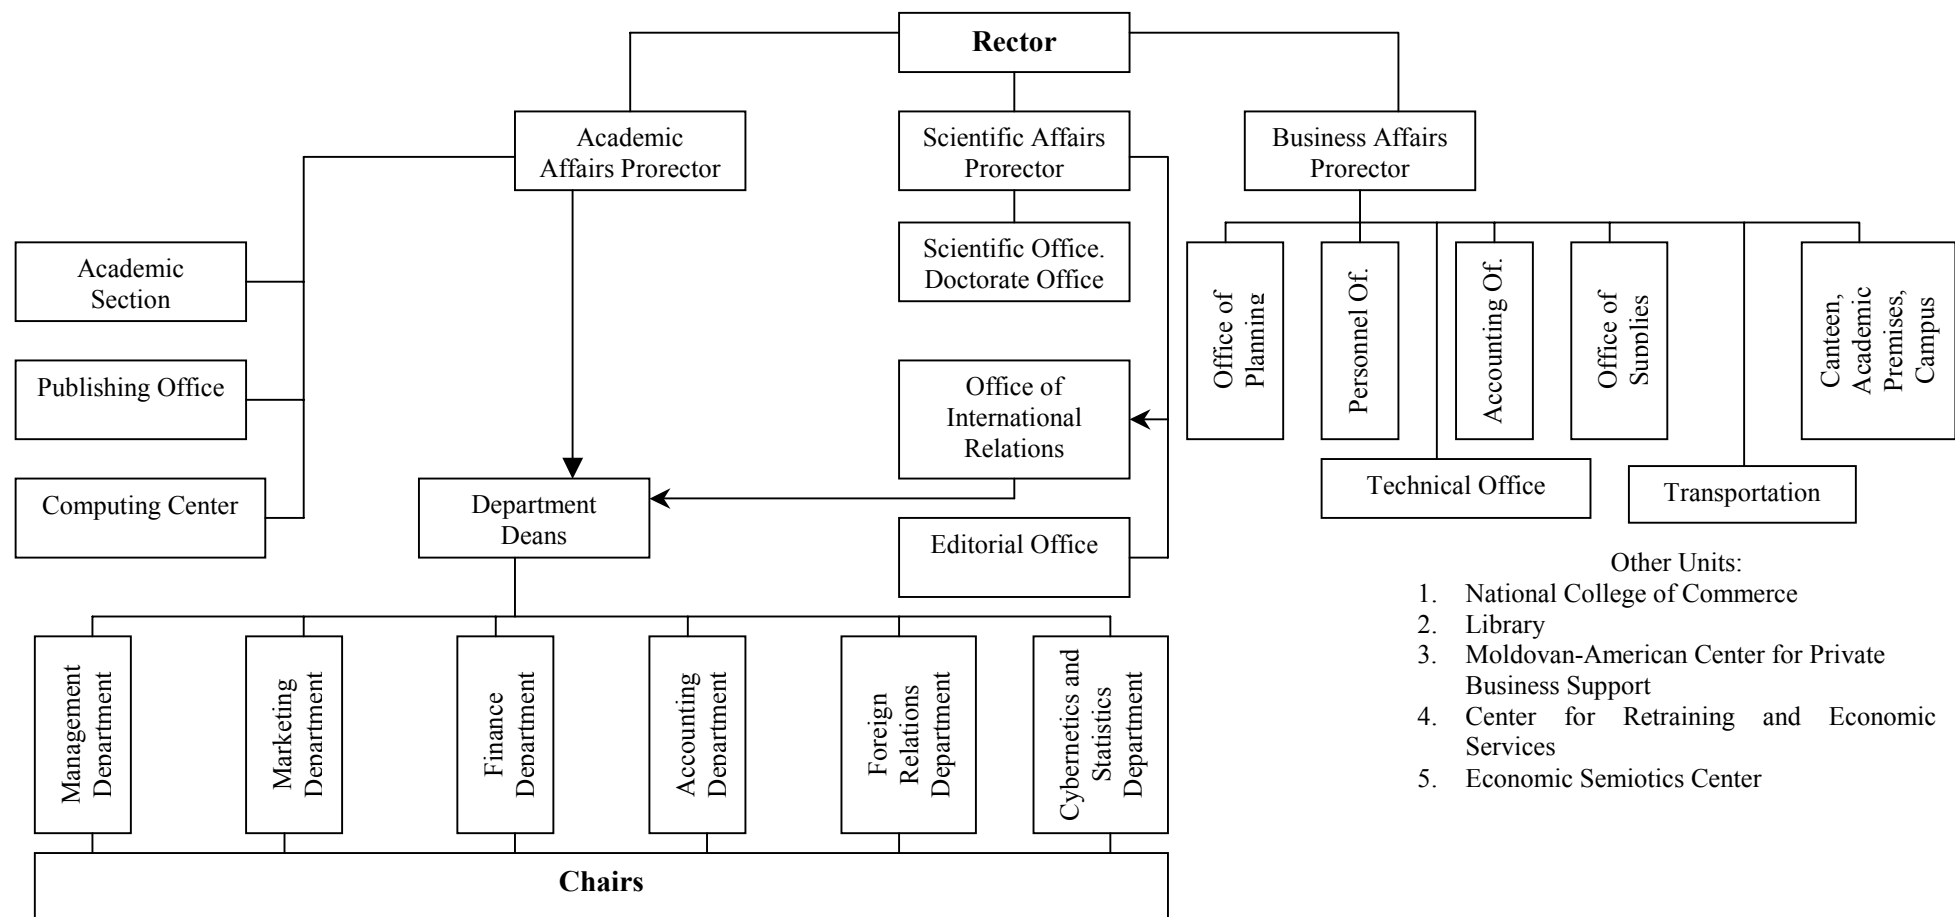 Rector
Academic
Affairs Prorector
Scientific Affairs
Prorector
Business Affairs
Prorector
Academic
Section
Scientific Office.
Doctorate Office
Office of
Planning
Personnel Of.
Accounting Of.
Office of
Supplies
Canteen,
Academic
Premises,
Campus
Publishing Office
Office of
International
Relations
Computing Center
Department
Deans
Editorial Office
Technical Office
Transportation
Management
Department
Marketing
Department
Finance
Department
Accounting
Department
Foreign
Relations
Department
Cybernetics and
Statistics
Department
Chairs
Other Units:
1. National College of Commerce
2. Library
3. Moldovan-American Center for Private
Business Support
4. Center for Retraining and Economic
Services
5. Economic Semiotics Center